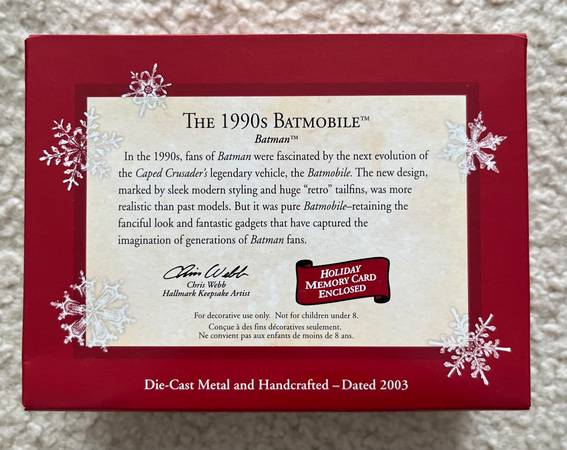 The 1990s Batmobile™
Batman™
In the 1990s, fans of Batman were fascinated by the next evolution of
the Caped Crusader's legendary vehicle, the Batmobile. The new design,
marked by sleek modern styling and huge “retro” tailfins, was more
realistic than past models. But it was pure Batmobile–retaining the
fanciful look and fantastic gadgets that have captured the
imagination of generations of Batman fans.
Chris Webb
Chris Webb
Hallmark Keepsake Artist
Holiday
Memory Card
Enclosed
For decorative use only. Not for children under 8.
Conçue à des fins décoratives seulement.
Ne convient pas aux enfants de moins de 8 ans.
Die-Cast Metal and Handcrafted – Dated 2003